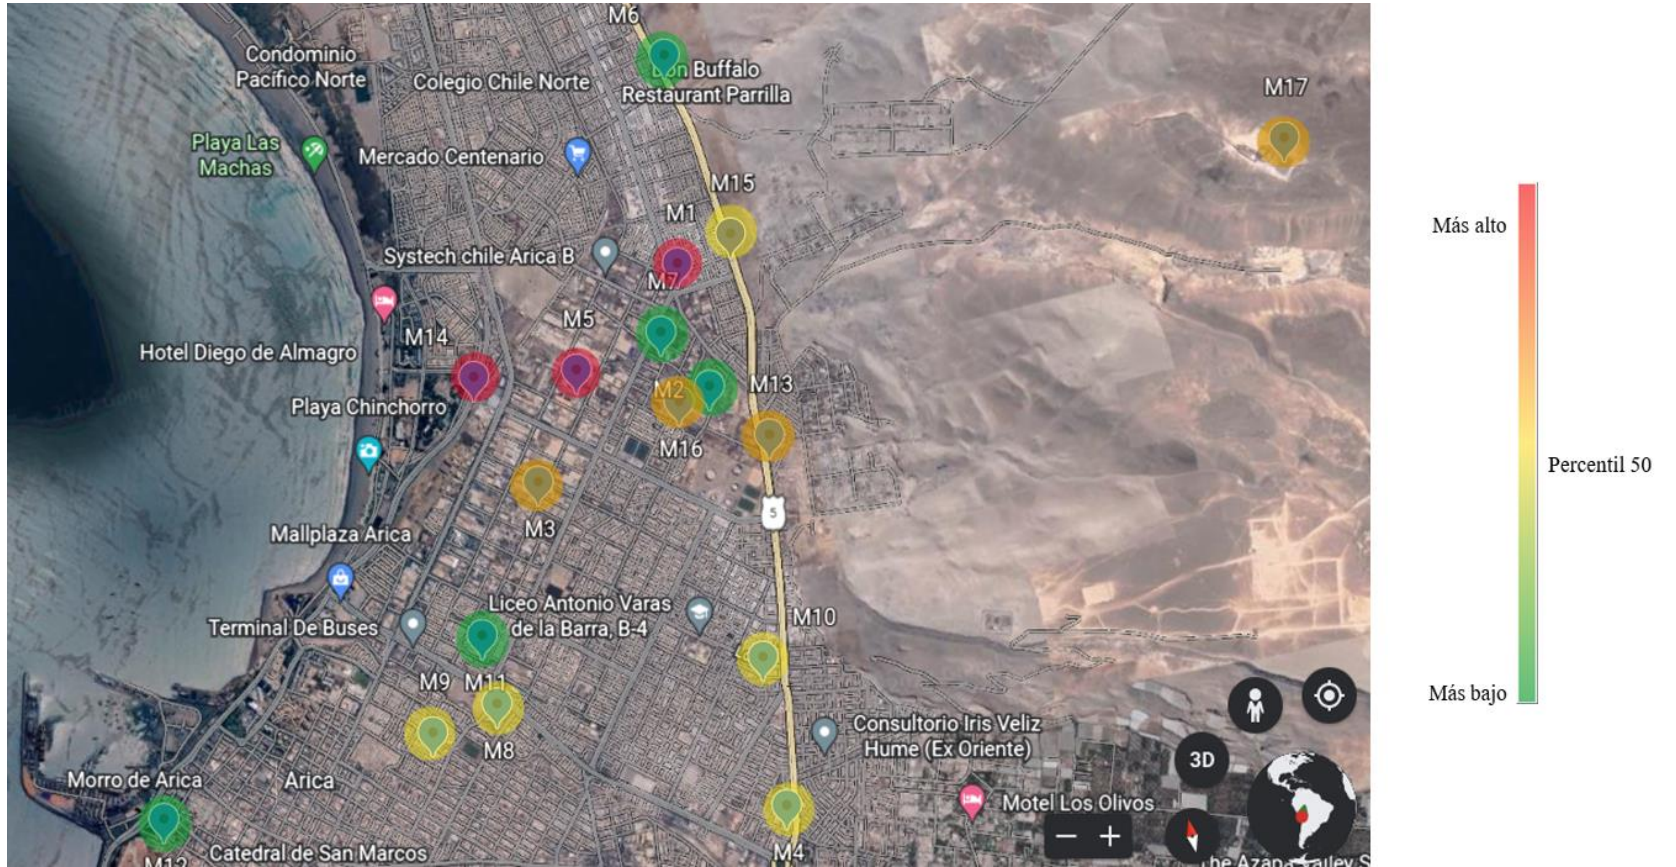 M6
Condominio
Pacífico Norte
Colegio Chile Norte
Don Buffalo
Restaurant Parrilla
M17
Playa Las
Machas
Mercado Centenario
M15
M1
Systech chile Arica B
M7
M5
M14
Hotel Diego de Almagro
M2
M13
Playa Chinchorro
M16
M3
5
Mallplaza Arica
Liceo Antonio Varas
de la Barra, B-4
Terminal De Buses
M10
M9
M11
M8
Consultorio Iris Veliz
Hume (Ex Oriente)
Morro de Arica
Arica
3D
Motel Los Olivos
M4
M12
Catedral de San Marcos
The Azapa Valley S
Más alto
Percentil 50
Más bajo